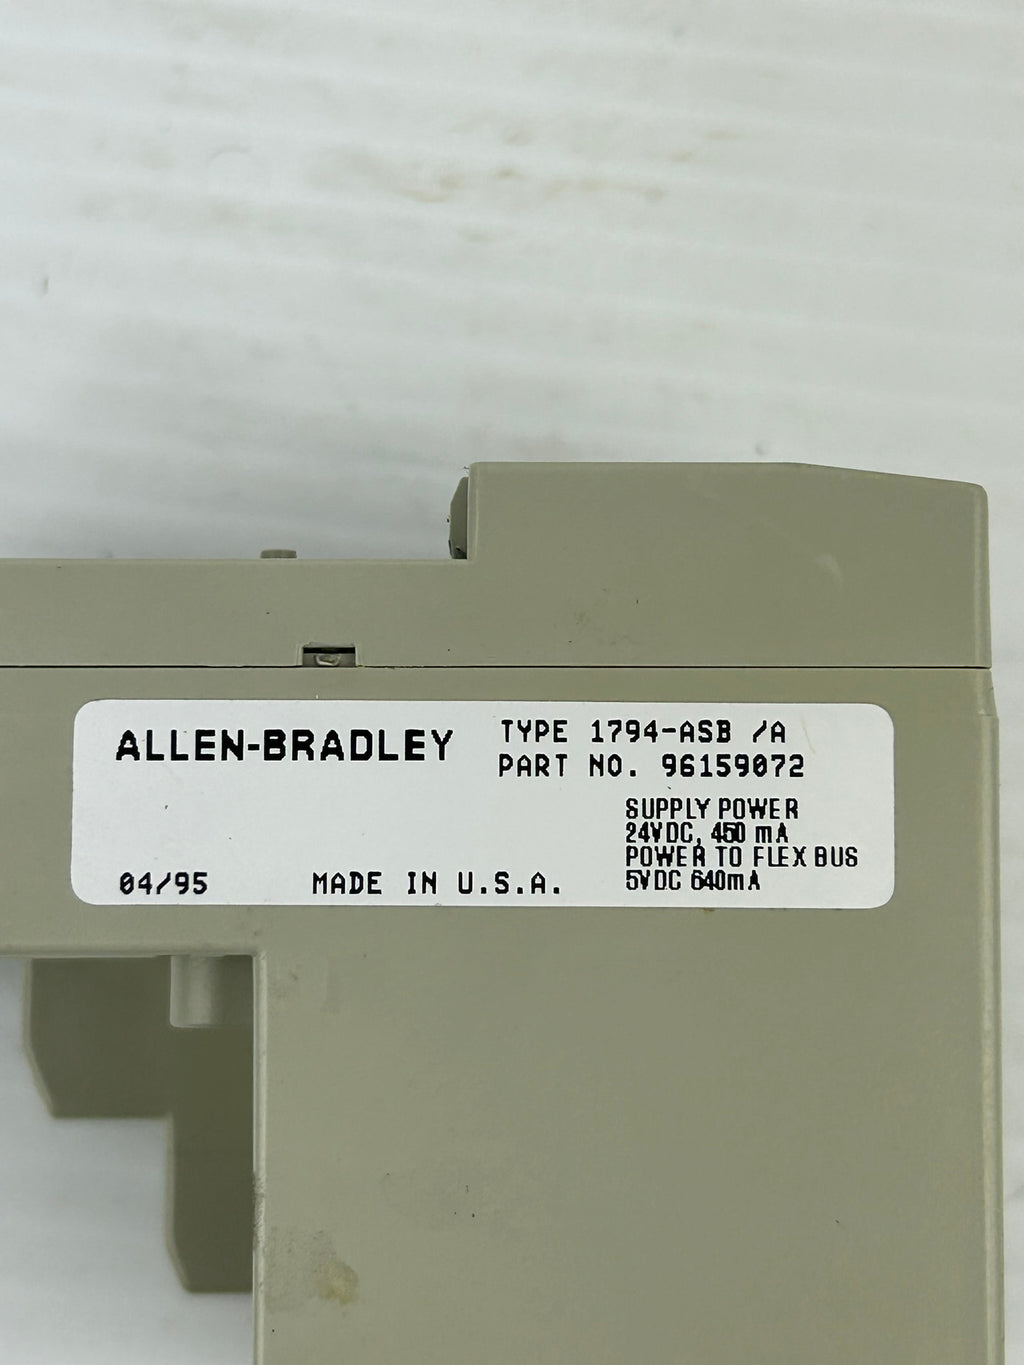 ALLEN-BRADLEY
TYPE 1794-ASB /A
PART NO. 96159072
SUPPLY POWER
24VDC, 450 mA
POWER TO FLEX BUS
5VDC 640mA
04/95 MADE IN U.S.A.